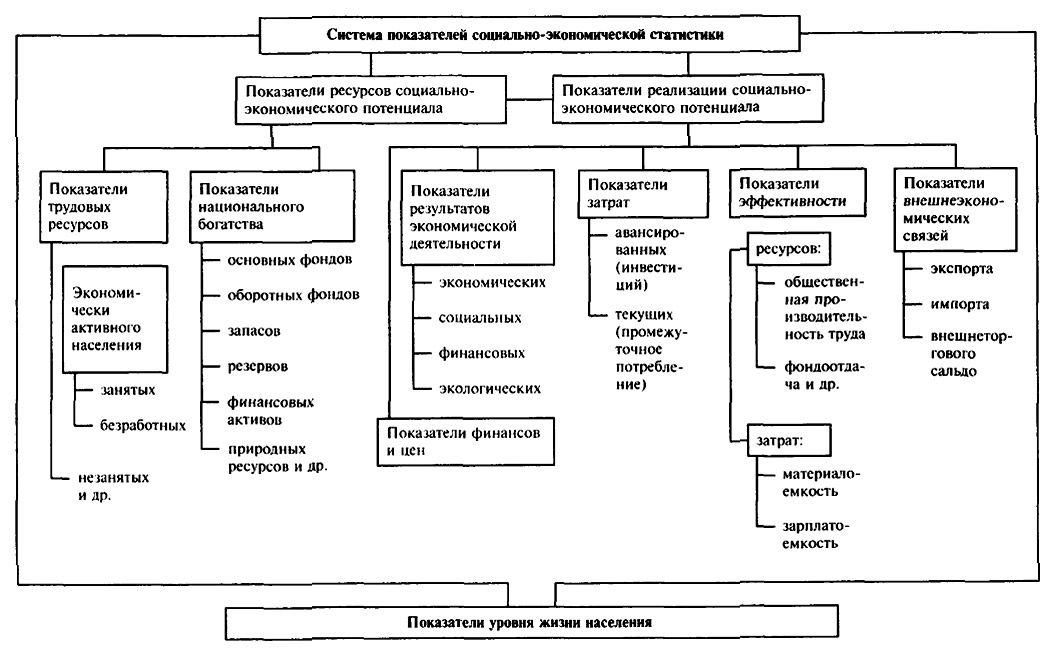 Система показателей социально-экономической статистики
Показатели ресурсов социально-
экономического потенциала
Показатели реализации социально-
экономического потенциала
Показатели
трудовых
ресурсов
Экономи-
чески
активного
населения
занятых
безработных
незанятых
и др.
Показатели
национального
богатства
основных фондов
оборотных фондов
запасов
резервов
финансовых
активов
природных
ресурсов и др.
Показатели
результатов
экономической
деятельности
экономических
социальных
финансовых
экологических
Показатели финансов
и цен
Показатели
затрат
авансиро-
ванных
(инвести-
ций)
текущих
(промежу-
точное
потребле-
ние)
Показатели
эффективности
ресурсов:
обществен-
ная про-
изводитель-
ность труда
фондоотда-
ча и др.
затрат:
материало-
емкость
зарплато-
емкость
Показатели
внешнеэконо-
мических
связей
экспорта
импорта
внешнетор-
гового
сальдо
Показатели уровня жизни населения